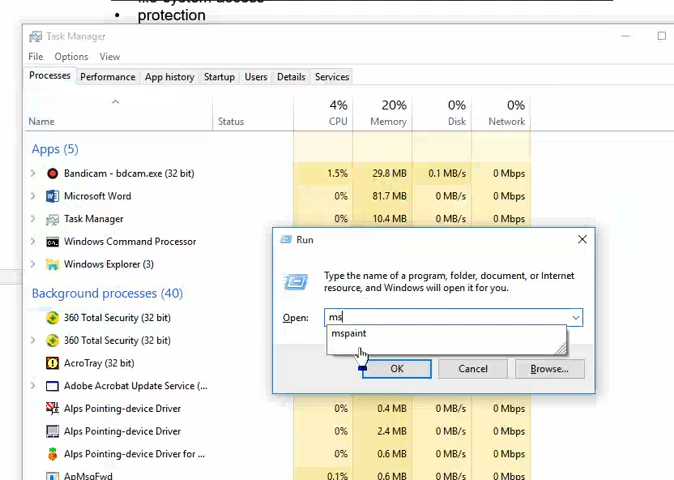 file-system access
protection
Task Manager
File Options View
Processes Performance App history Startup Users Details Services
4% 20% 0% 0%
Name Status CPU Memory Disk Network
Apps (5)
Bandicam - bdcam.exe (32 bit) 1.5% 29.8 MB 0.1 MB/s 0 Mbps
Microsoft Word 0% 81.7 MB 0 MB/s 0 Mbps
Task Manager 0% 10.4 MB 0 MB/s 0 Mbps
Windows Command Processor
Windows Explorer (3)
Run
Type the name of a program, folder, document, or Internet
resource, and Windows will open it for you.
Open: ms
mspaint
OK Cancel Browse...
Background processes (40)
360 Total Security (32 bit)
360 Total Security (32 bit)
AcroTray (32 bit)
Adobe Acrobat Update Service (...
Alps Pointing-device Driver 0% 0.4 MB 0 MB/s 0 Mbps
Alps Pointing-device Driver 0% 2.4 MB 0 MB/s 0 Mbps
Alps Pointing-device Driver for ... 0% 0.6 MB 0 MB/s 0 Mbps
ApMsgFwd 0.1% 0.6 MB 0 MB/s 0 Mbps